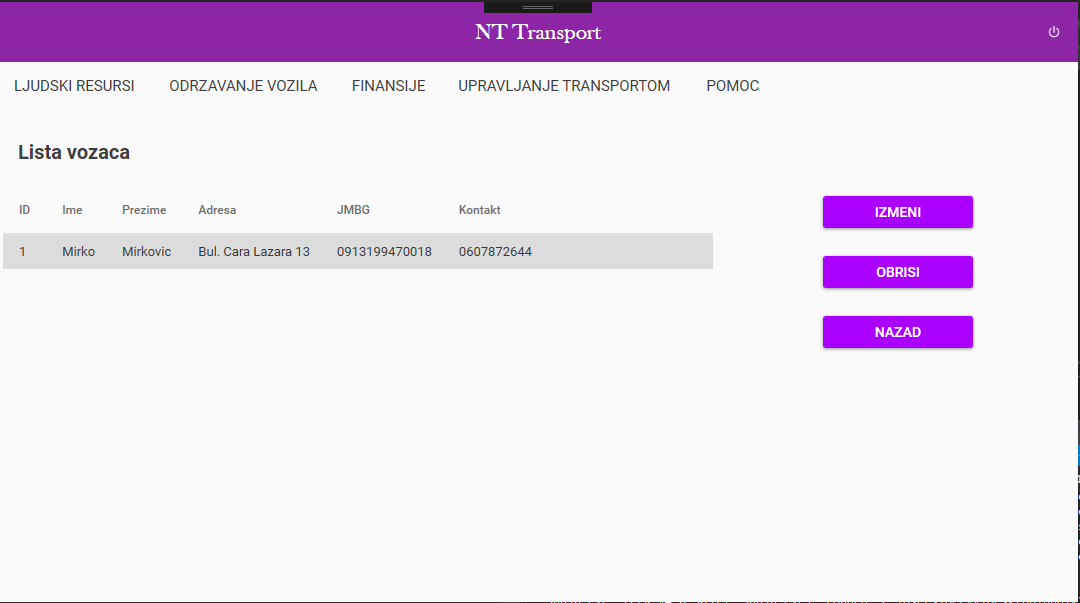 NT Transport
LJUDSKI RESURSI ODRZAVANJE VOZILA FINANSIJE UPRAVLJANJE TRANSPORTOM POMOC
Lista vozaca
ID Ime Prezime Adresa JMBG Kontakt
1 Mirko Mirkovic Bul. Cara Lazara 13 0913199470018 0607872644
IZMENI
OBRISI
NAZAD